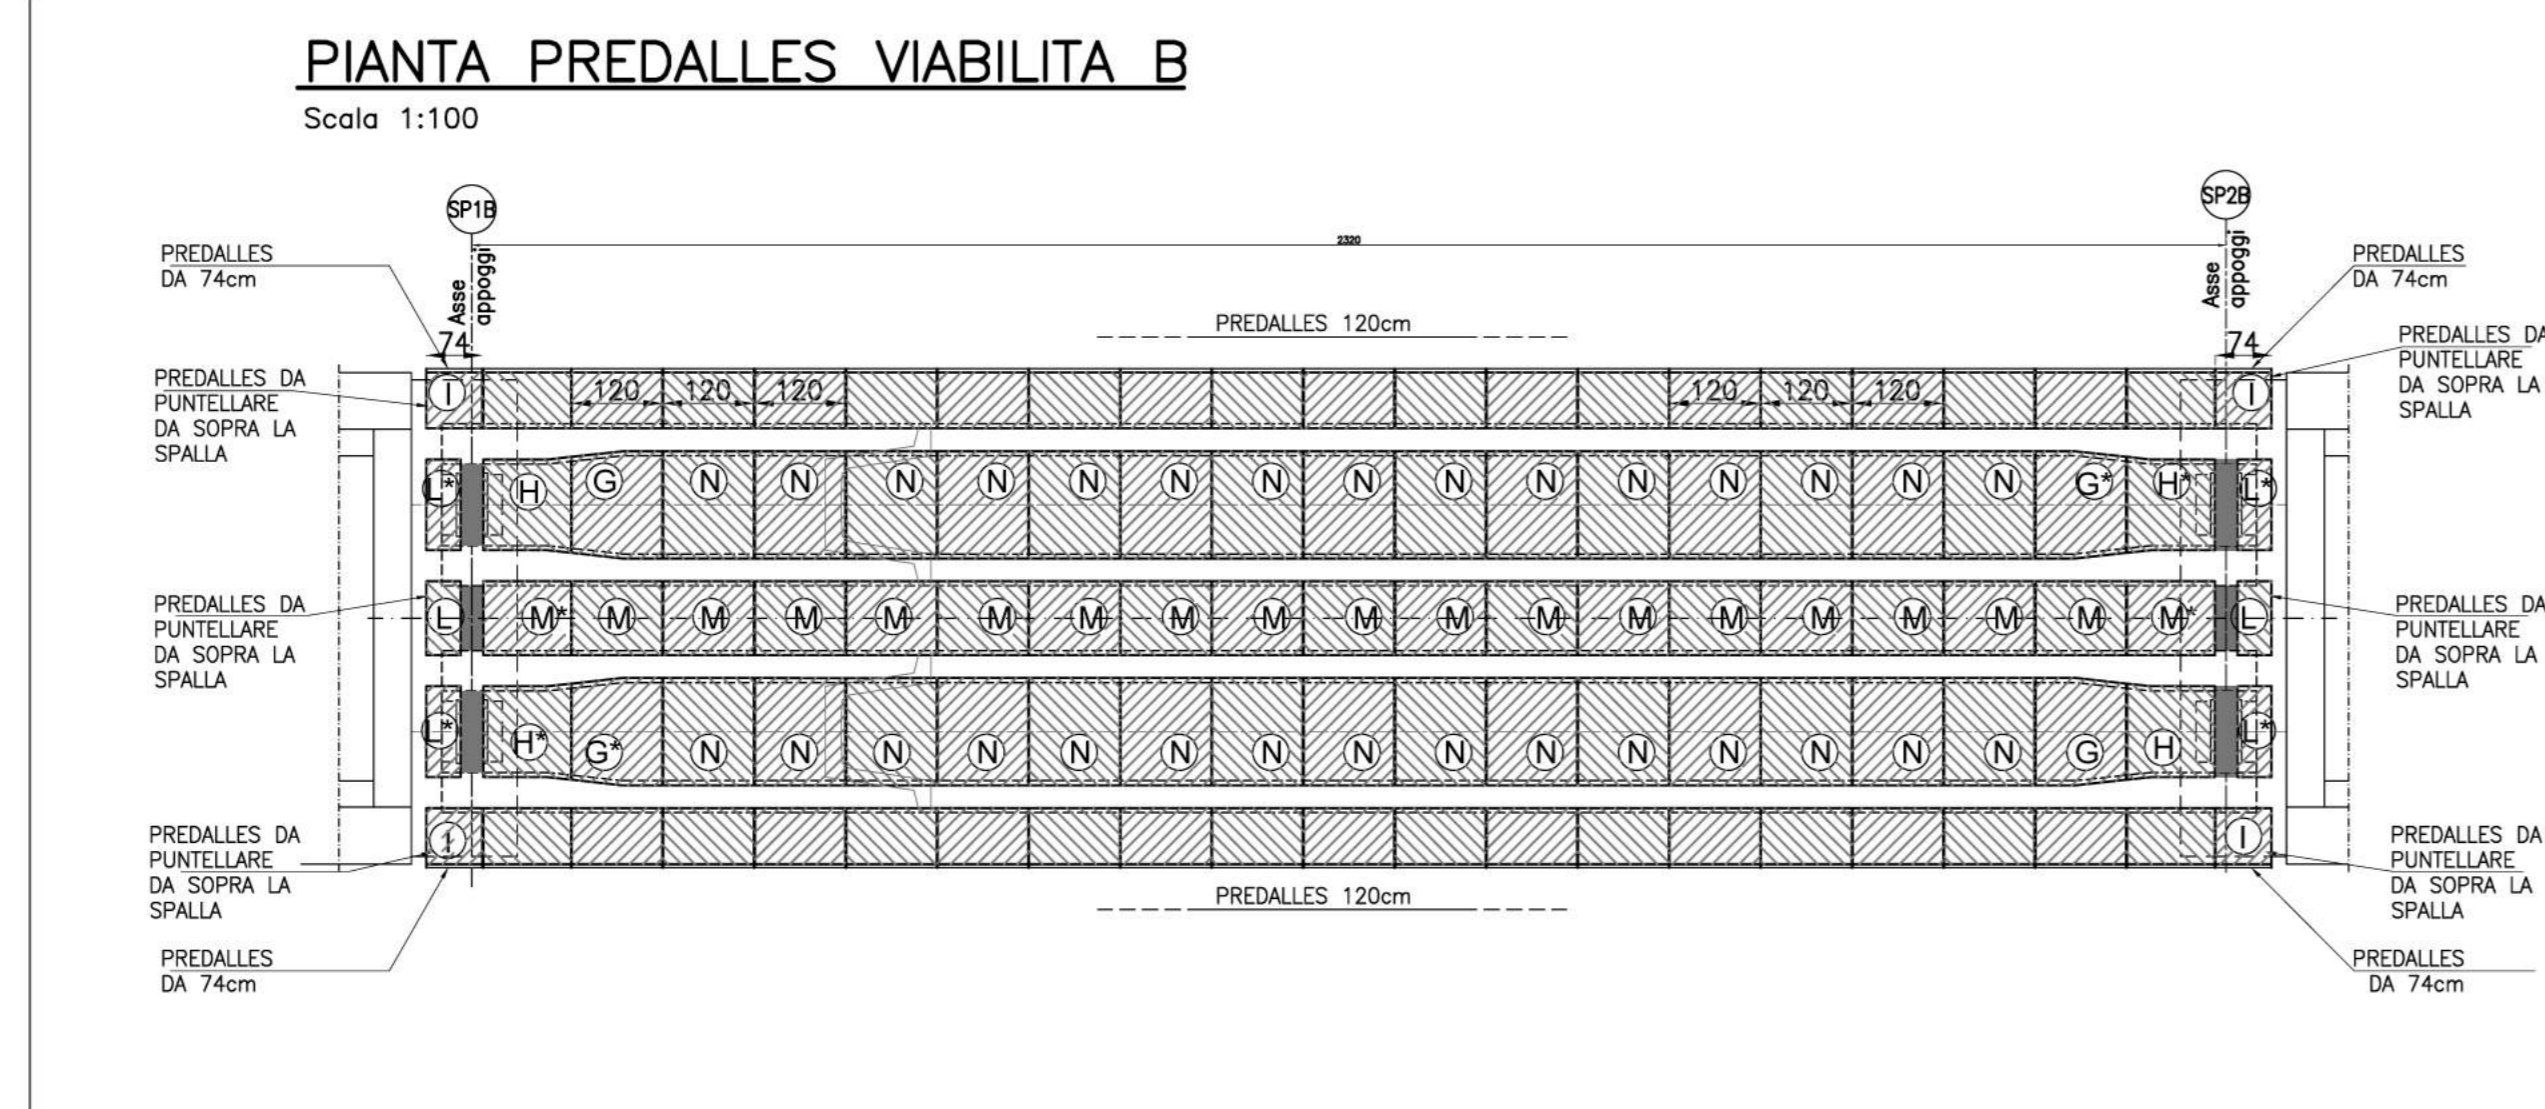 PIANTA PREDALLES VIABILITA B
Scala 1:100
SP1B
SP2B
2320
PREDALLES
DA 74cm
Asse
appoggi
Asse
appoggi
PREDALLES
DA 74cm
PREDALLES 120cm
74
74
PREDALLES DA
PUNTELLARE
DA SOPRA LA
SPALLA
PREDALLES DA
PUNTELLARE
DA SOPRA LA
SPALLA
I 120 120 120 120 120 120 I
L* H G N N N N N N N N N N N N N N N G* H* L*
PREDALLES DA
PUNTELLARE
DA SOPRA LA
SPALLA
L M* M M M M M M M M M M M M M M M M M M* L
PREDALLES DA
PUNTELLARE
DA SOPRA LA
SPALLA
L* H* G* N N N N N N N N N N N N N N N G H L*
PREDALLES DA
PUNTELLARE
DA SOPRA LA
SPALLA
I I
PREDALLES DA
PUNTELLARE
DA SOPRA LA
SPALLA
PREDALLES 120cm
PREDALLES
DA 74cm
PREDALLES
DA 74cm